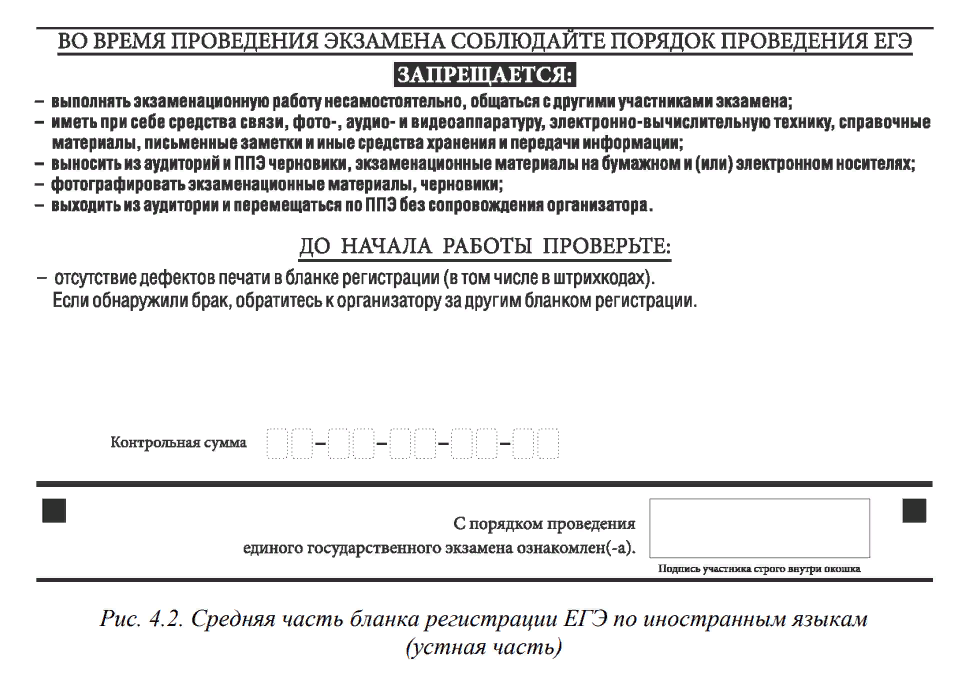 ВО ВРЕМЯ ПРОВЕДЕНИЯ ЭКЗАМЕНА СОБЛЮДАЙТЕ ПОРЯДОК ПРОВЕДЕНИЯ ЕГЭ
ЗАПРЕЩАЕТСЯ:
– выполнять экзаменационную работу несамостоятельно, общаться с другими участниками экзамена;
– иметь при себе средства связи, фото-, аудио- и видеоаппаратуру, электронно-вычислительную технику, справочные
материалы, письменные заметки и иные средства хранения и передачи информации;
– выносить из аудиторий и ППЭ черновики, экзаменационные материалы на бумажном и (или) электронном носителях;
– фотографировать экзаменационные материалы, черновики;
– выходить из аудитории и перемещаться по ППЭ без сопровождения организатора.
ДО НАЧАЛА РАБОТЫ ПРОВЕРЬТЕ:
– отсутствие дефектов печати в бланке регистрации (в том числе в штрихкодах).
Если обнаружили брак, обратитесь к организатору за другим бланком регистрации.
Контрольная сумма – – – –
С порядком проведения
единого государственного экзамена ознакомлен(-а).
Подпись участника строго внутри окошка
Рис. 4.2. Средняя часть бланка регистрации ЕГЭ по иностранным языкам
(устная часть)